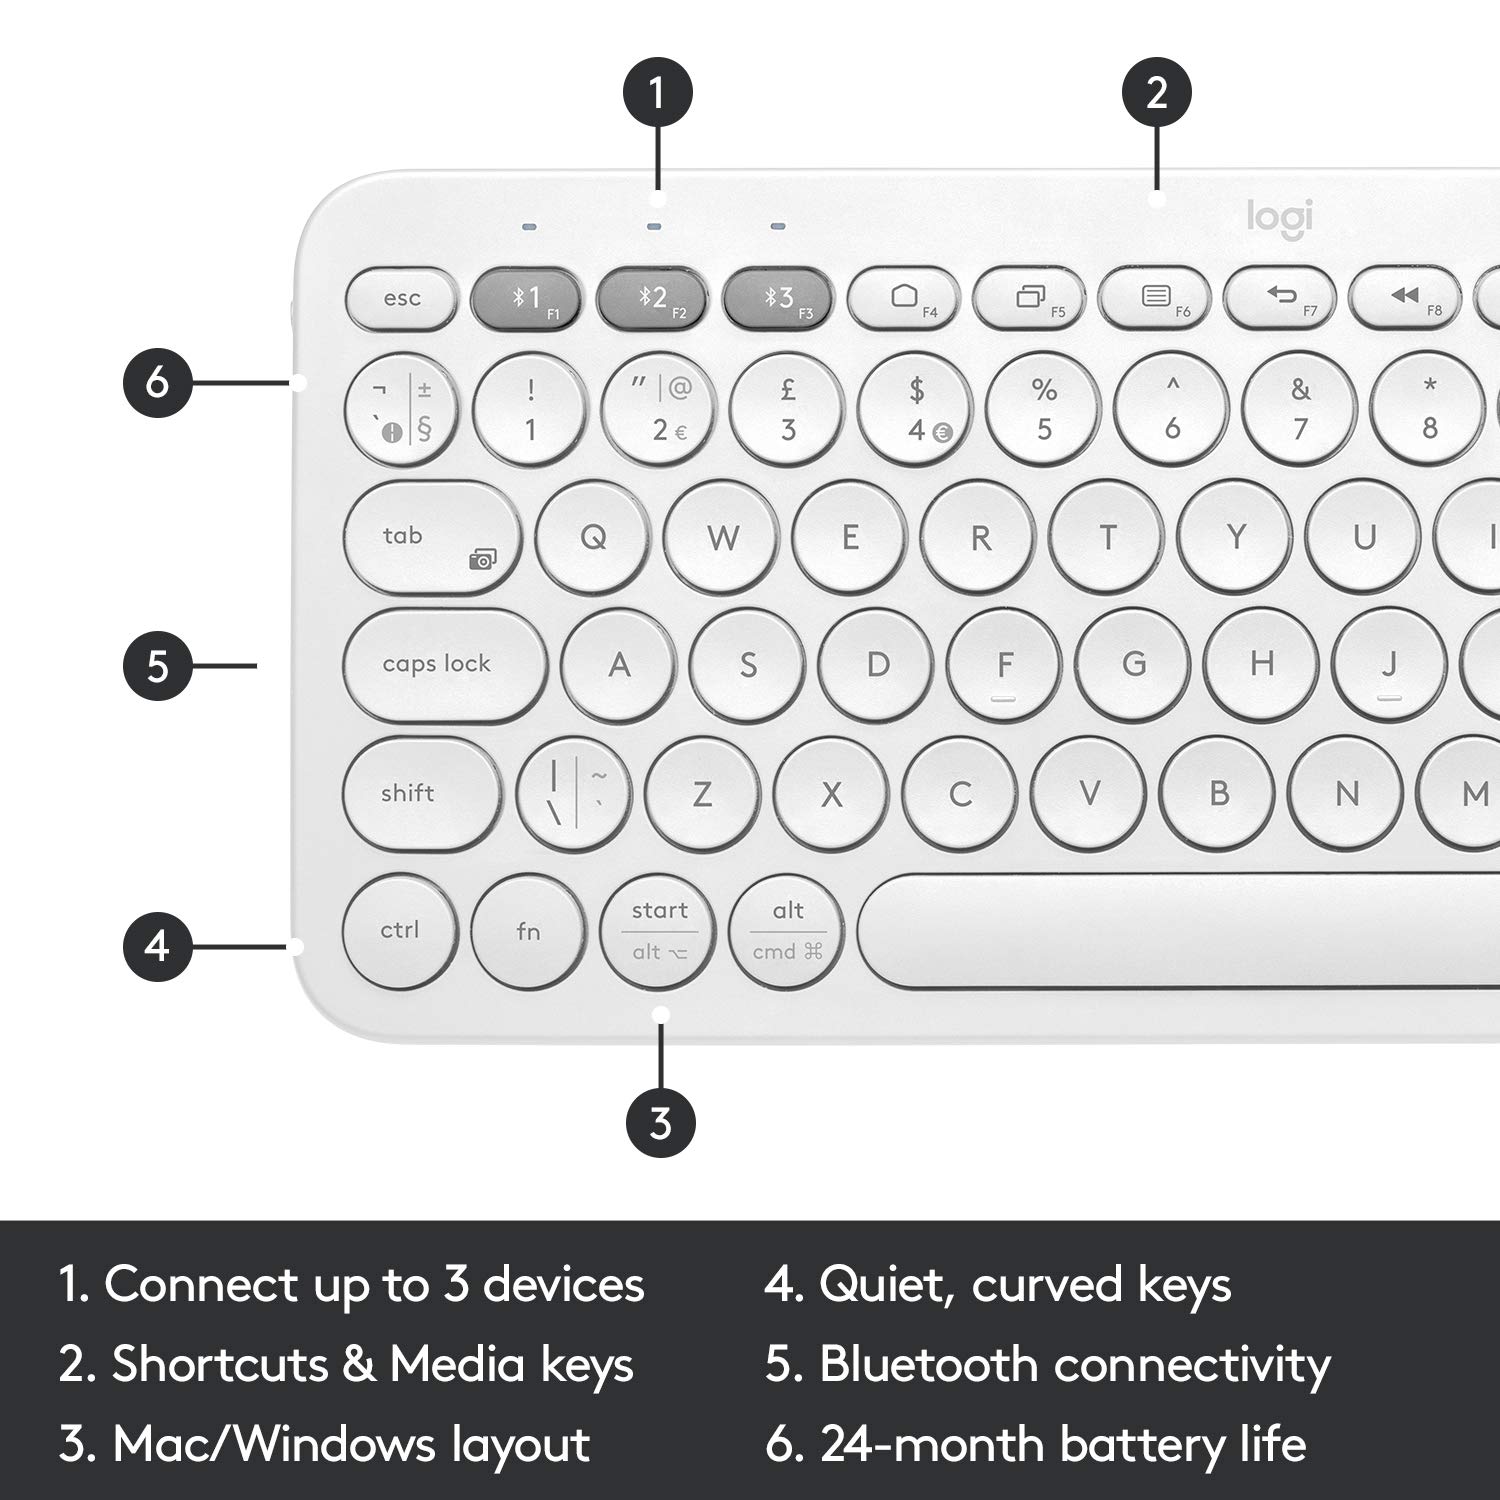 1
2
logi
esc 1 F1 2 F2 3 F3 F4 F5 F6 F7 F8
6
¬ ± ! " @ £ $ % ^ & *
` ¦ § 1 2 € 3 4 € 5 6 7 8
tab Q W E R T Y U I
5
caps lock A S D F G H J
shift | ~ Z X C V B N M
\ `
4
ctrl fn start alt
alt ⌥ cmd ⌘
3
1. Connect up to 3 devices
2. Shortcuts & Media keys
3. Mac/Windows layout
4. Quiet, curved keys
5. Bluetooth connectivity
6. 24-month battery life